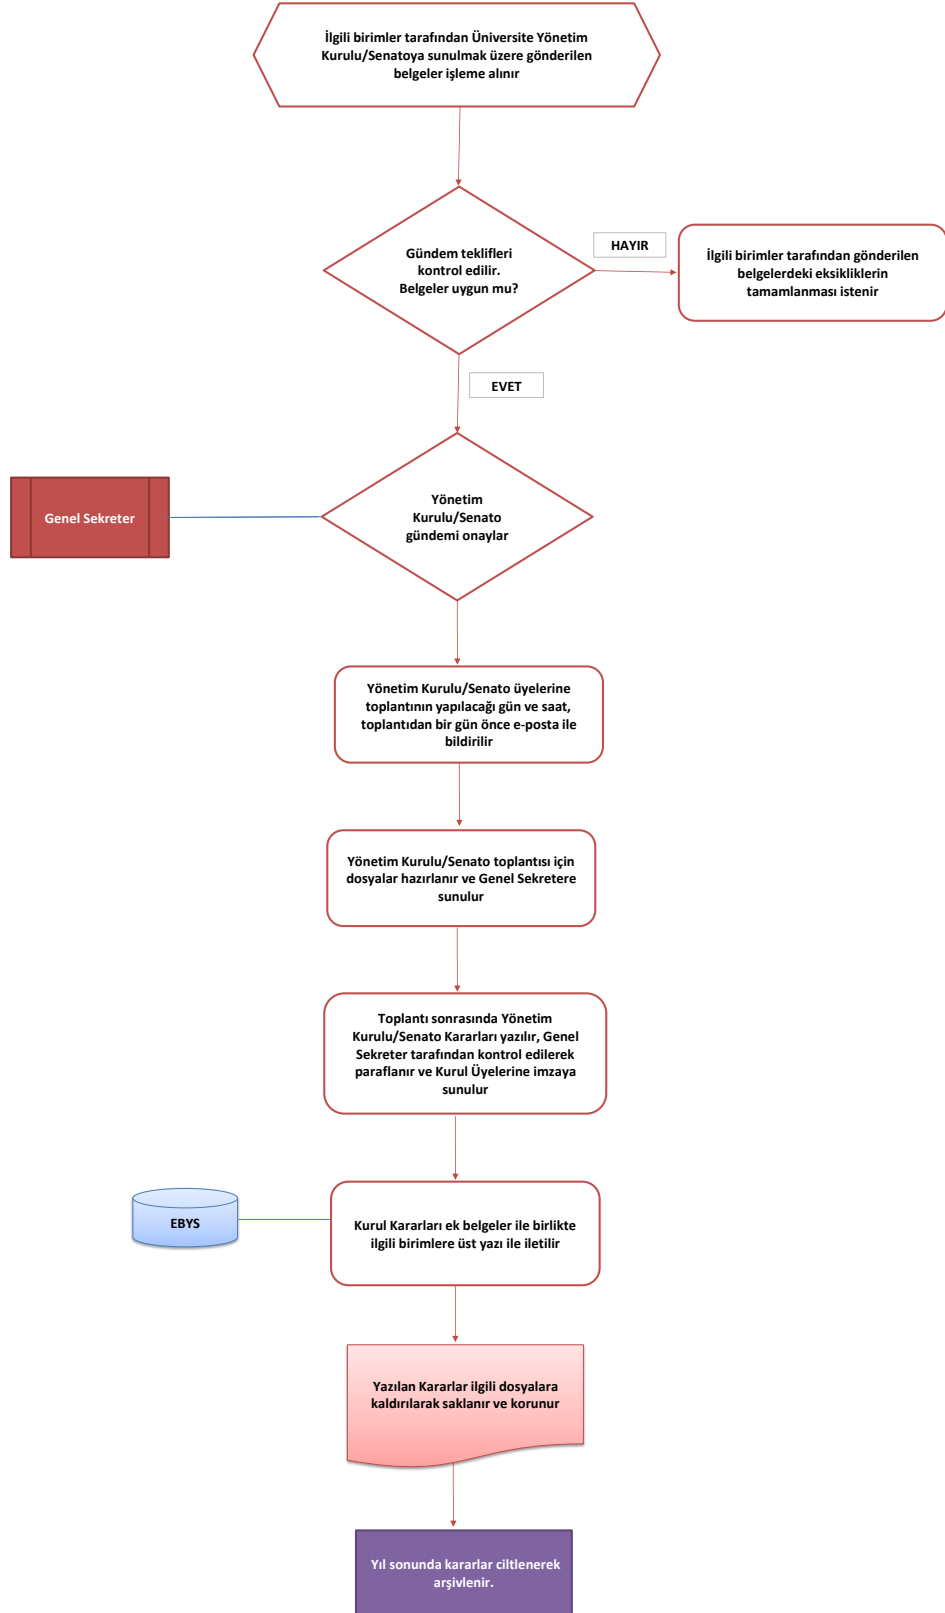 İlgili birimler tarafından Üniversite Yönetim
Kurulu/Senatoya sunulmak üzere gönderilen
belgeler işleme alınır
Gündem teklifleri
kontrol edilir.
Belgeler uygun mu?
HAYIR
İlgili birimler tarafından gönderilen
belgelerdeki eksikliklerin
tamamlanması istenir
EVET
Genel Sekreter
Yönetim
Kurulu/Senato
gündemi onaylar
Yönetim Kurulu/Senato üyelerine
toplantının yapılacağı gün ve saat,
toplantıdan bir gün önce e-posta ile
bildirilir
Yönetim Kurulu/Senato toplantısı için
dosyalar hazırlanır ve Genel Sekretere
sunulur
Toplantı sonrasında Yönetim
Kurulu/Senato Kararları yazılır, Genel
Sekreter tarafından kontrol edilerek
paraflanır ve Kurul Üyelerine imzaya
sunulur
EBYS
Kurul Kararları ek belgeler ile birlikte
ilgili birimlere üst yazı ile iletilir
Yazılan Kararlar ilgili dosyalara
kaldırılarak saklanır ve korunur
Yıl sonunda kararlar ciltlenerek
arşivlenir.